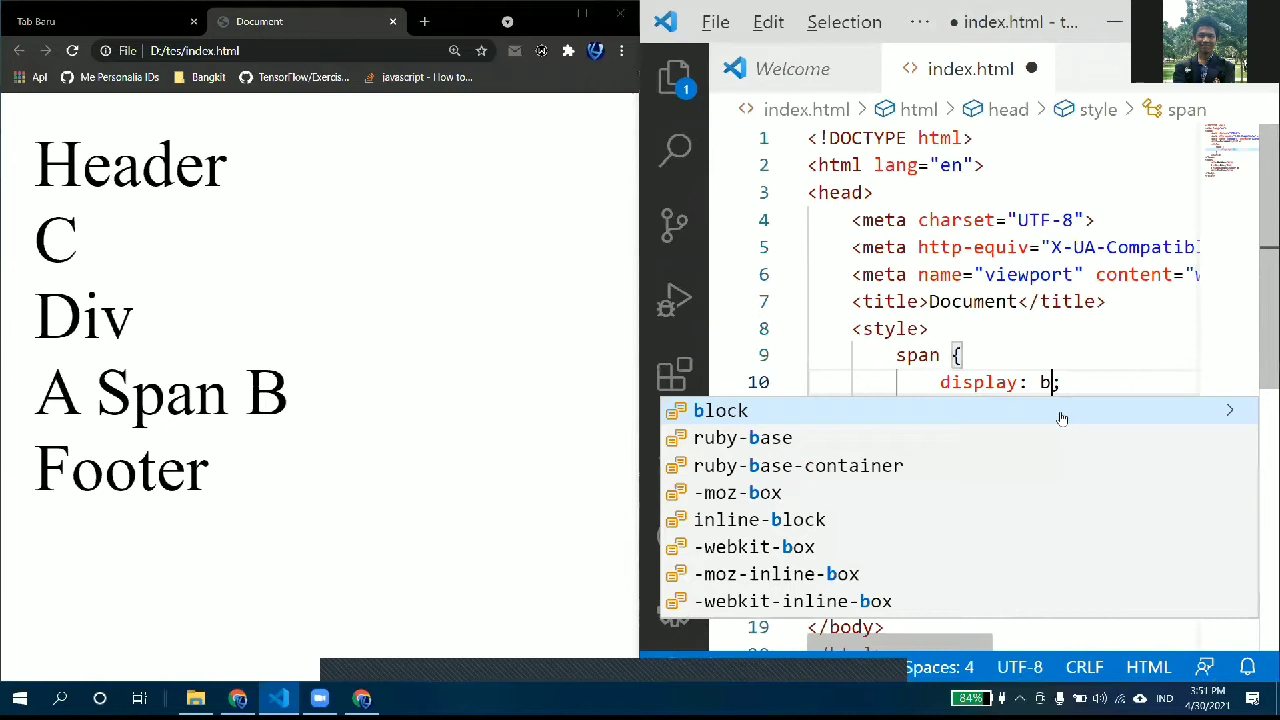 Tab Baru
Document
File D:/tes/index.html
Apl
Me Personalia IDs
Bangkit
TensorFlow/Exercis...
javascript - How to...
Header
C
Div
A Span B
Footer
File Edit Selection ··· ● index.html - t...
1
Welcome
index.html
index.html > html > head > style > span
1 <!DOCTYPE html>
2 <html lang="en">
3 <head>
4 <meta charset="UTF-8">
5 <meta http-equiv="X-UA-Compatibl
6 <meta name="viewport" content="w
7 <title>Document</title>
8 <style>
9 span {
10 display: b;
block
ruby-base
ruby-base-container
-moz-box
inline-block
-webkit-box
-moz-inline-box
-webkit-inline-box
19 </body>
Spaces: 4 UTF-8 CRLF HTML
84%
IND
3:51 PM
4/30/2021